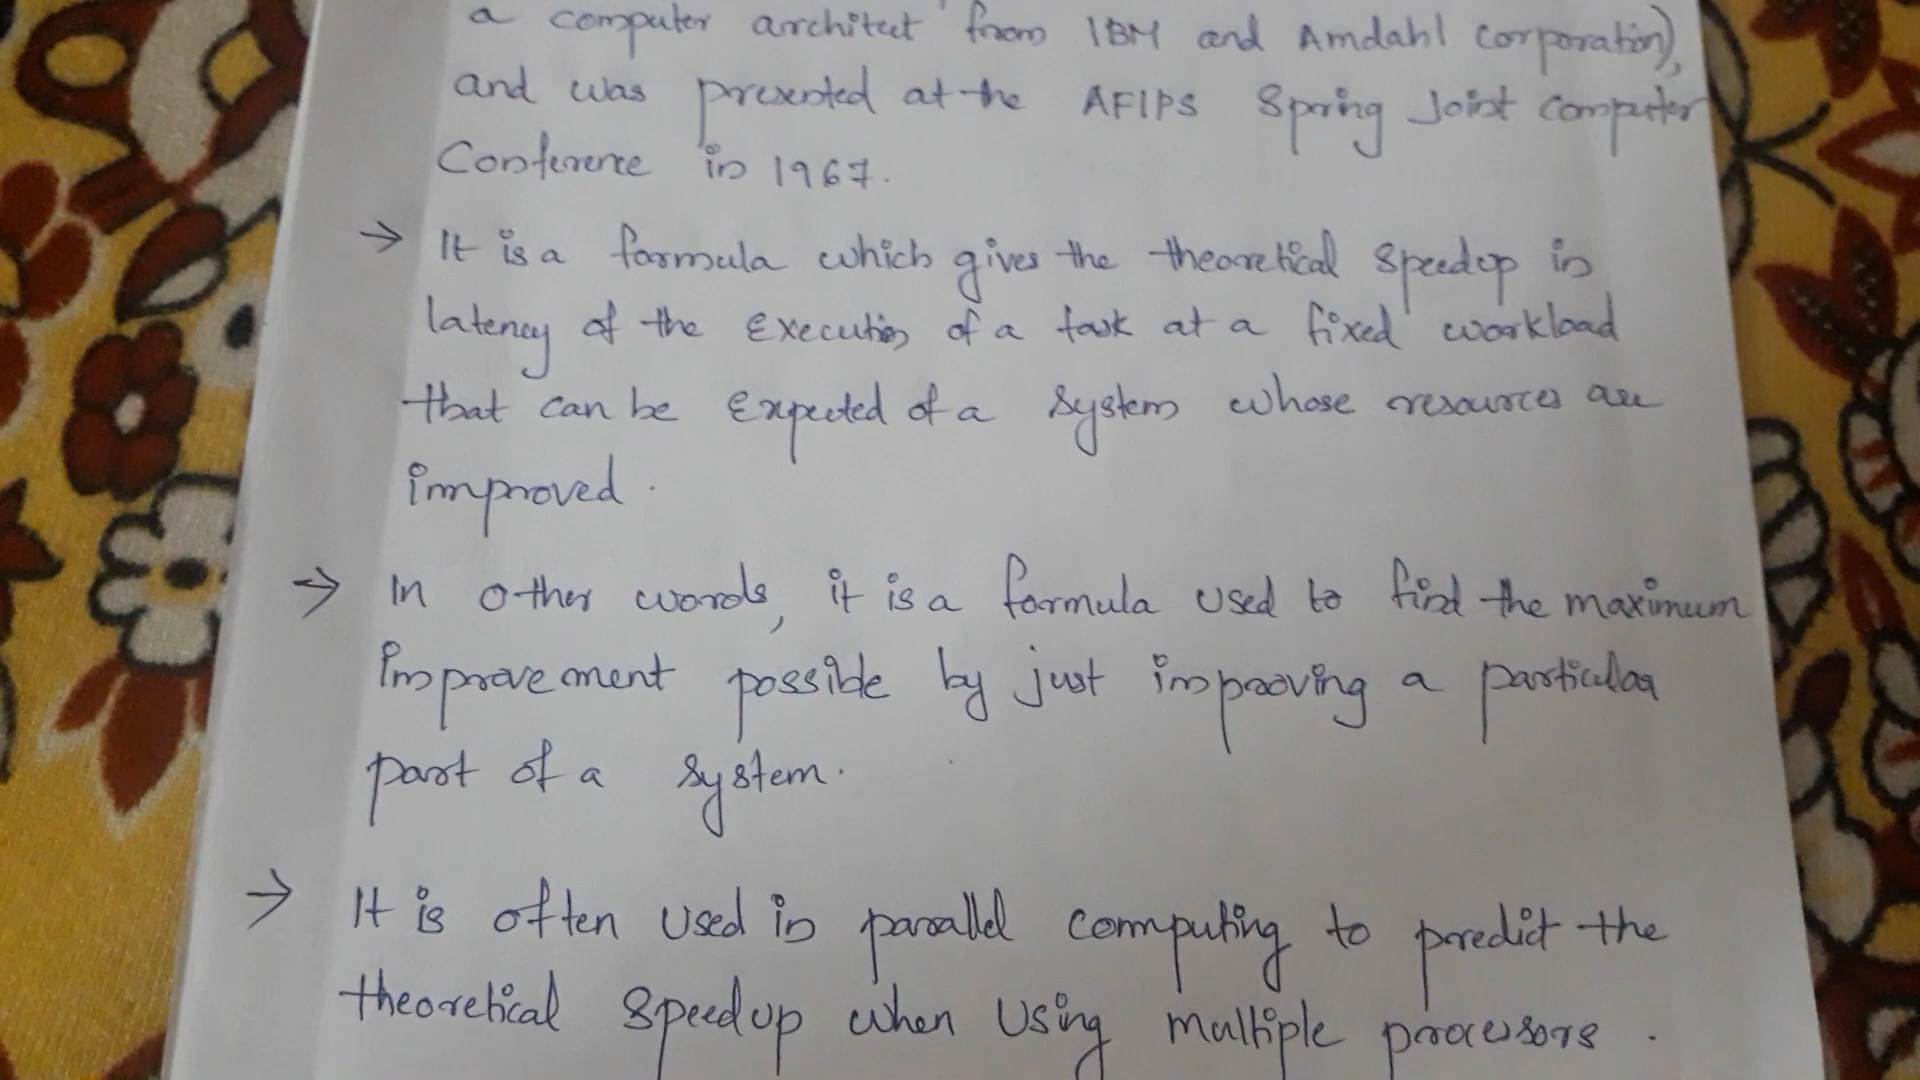 a computer architect from IBM and Amdahl corporation),
and was presented at the AFIPS Spring Joint Computer
Conference in 1967.
→ It is a formula which gives the theoretical speedup in
latency of the Execution of a task at a fixed workload
that can be Expected of a system whose resources are
improved.
→ In other words, it is a formula used to find the maximum
Improvement possible by just improving a particular
part of a system.
→ It is often used in parallel computing to predict the
theoretical speedup when using multiple processors.